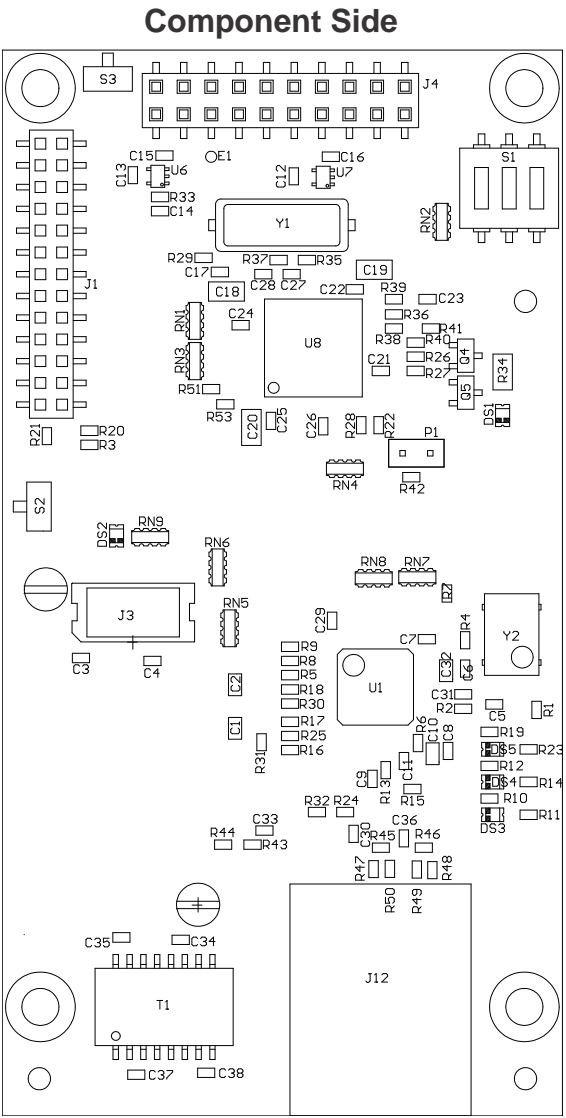 Component Side
S3
J4
C15
E1
C16
S1
C13
U6
C12
U7
R33
C14
RN2
Y1
R29
R37
R35
C17
C28
C27
C19
J1
C18
C22
R39
C23
RN1
C24
R36
U8
R38
R41
R40
Q4
RN3
R26
R34
C21
R27
R51
Q5
R53
C20
C25
C26
R28
R22
DS1
P1
R21
R20
R3
RN4
R42
S2
DS2
RN9
RN6
RN8
RN7
R7
J3
RN5
C29
C7
R4
Y2
C3
C4
R9
R8
R5
R18
R30
C2
U1
C32
C6
C31
R2
C5
R1
C1
R17
R25
R16
R31
R6
C10
C8
R19
DS5
R23
R12
C9
R13
C11
R15
DS4
R14
R10
R32
R24
DS3
R11
C33
C30
C36
R44
R43
R45
R46
R47
R50
R49
R48
C35
C34
J12
T1
C37
C38